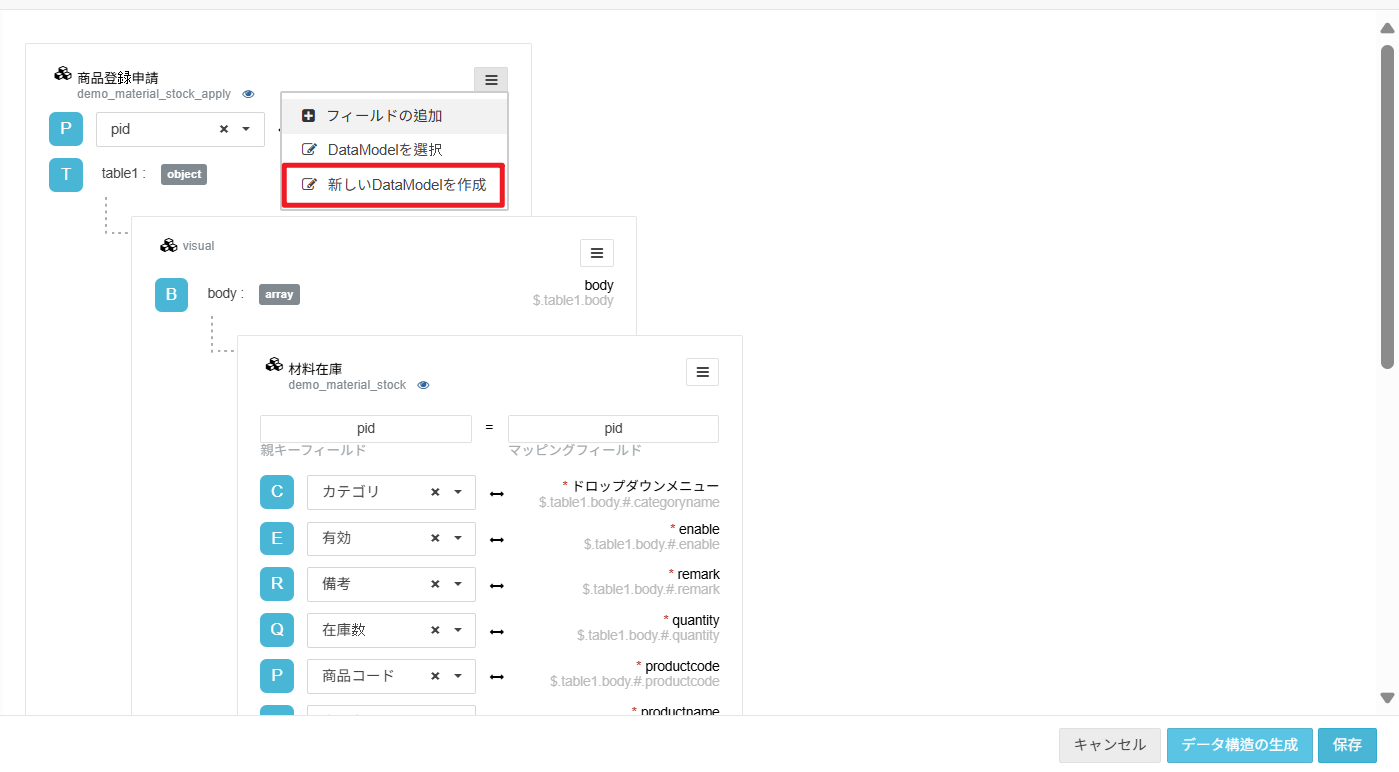 商品登録申請
demo_material_stock_apply
フィールドの追加
P pid
DataModelを選択
T table1 : object
新しいDataModelを作成
visual
B body : array
body
$.table1.body
材料在庫
demo_material_stock
pid = pid
親キーフィールド マッピングフィールド
C カテゴリ * ドロップダウンメニュー
$.table1.body.#.categoryname
E 有効 * enable
$.table1.body.#.enable
R 備考 * remark
$.table1.body.#.remark
Q 在庫数 * quantity
$.table1.body.#.quantity
P 商品コード * productcode
$.table1.body.#.productcode
* productname
キャンセル データ構造の生成 保存